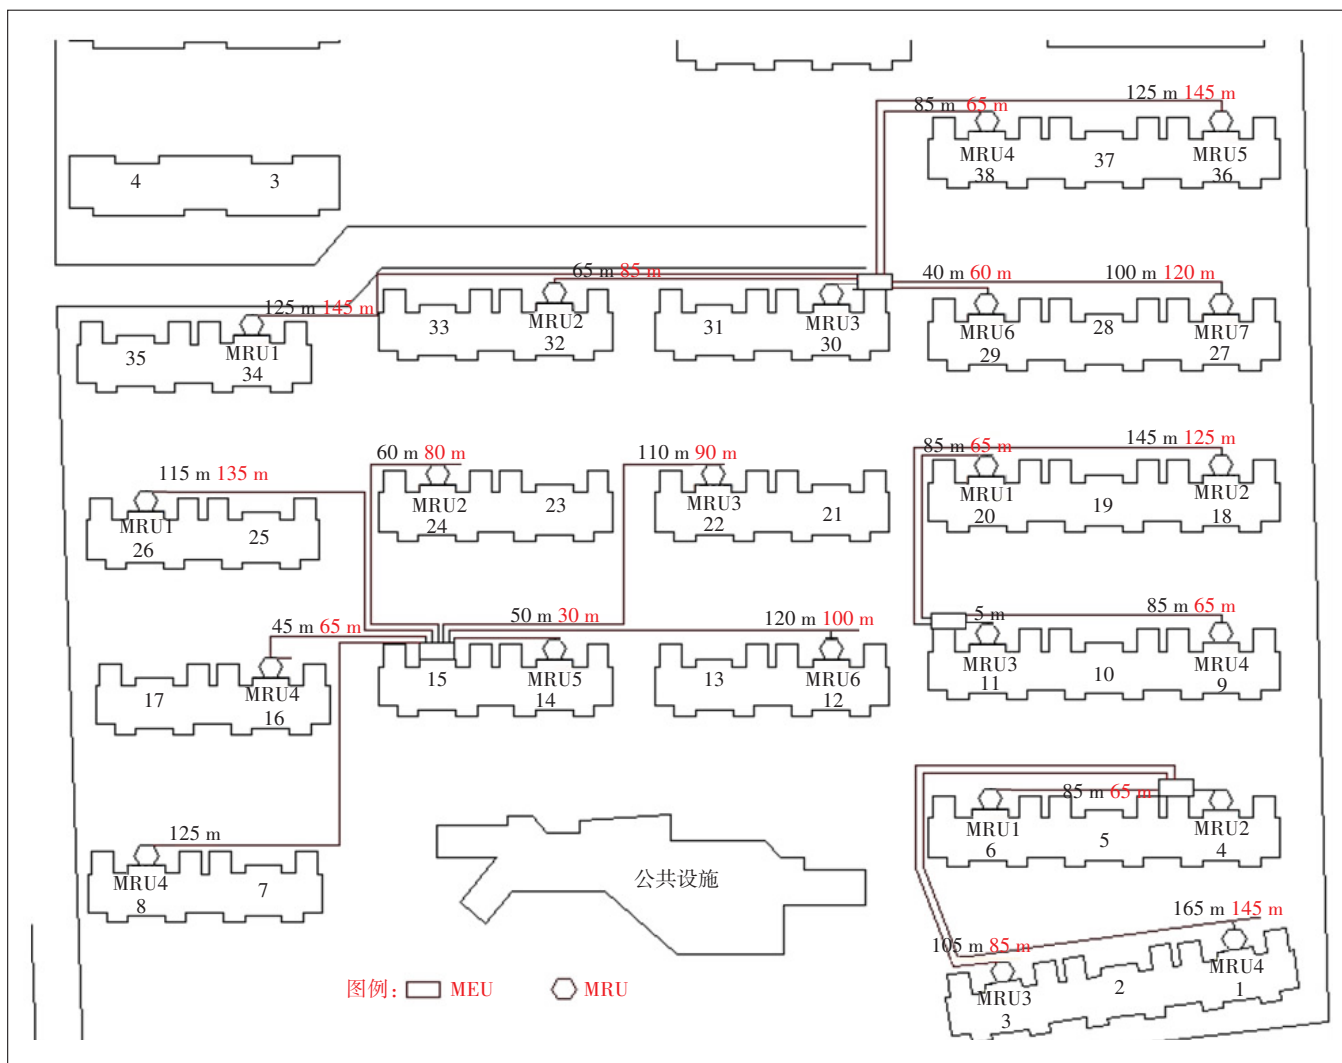 125 m 145 m
85 m 65 m
MRU4
38
37
MRU5
36
4
3
65 m 85 m
40 m 60 m
100 m 120 m
125 m 145 m
MRU1
34
35
33
MRU2
32
31
MRU3
30
MRU6
29
28
MRU7
27
60 m 80 m
110 m 90 m
85 m 65 m
145 m 125 m
115 m 135 m
MRU1
26
25
MRU2
24
23
MRU3
22
21
MRU1
20
19
MRU2
18
50 m 30 m
120 m 100 m
5 m
85 m 65 m
45 m 65 m
17
MRU4
16
15
MRU5
14
13
MRU6
12
MRU3
11
10
MRU4
9
85 m 65 m
125 m
MRU4
8
7
公共设施
MRU1
6
5
MRU2
4
165 m 145 m
105 m 85 m
MRU3
3
2
MRU4
1
图例: MEU MRU